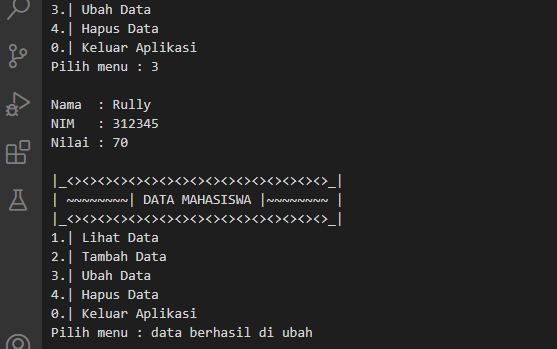 3.| Ubah Data
4.| Hapus Data
0.| Keluar Aplikasi
Pilih menu : 3
Nama  : Rully
NIM   : 312345
Nilai : 70
|_<><><><><><><><><><><><><><><><><>_|
| ~~~~~~~~| DATA MAHASISWA |~~~~~~~~ |
|_<><><><><><><><><><><><><><><><><>_|
1.| Lihat Data
2.| Tambah Data
3.| Ubah Data
4.| Hapus Data
0.| Keluar Aplikasi
Pilih menu : data berhasil di ubah